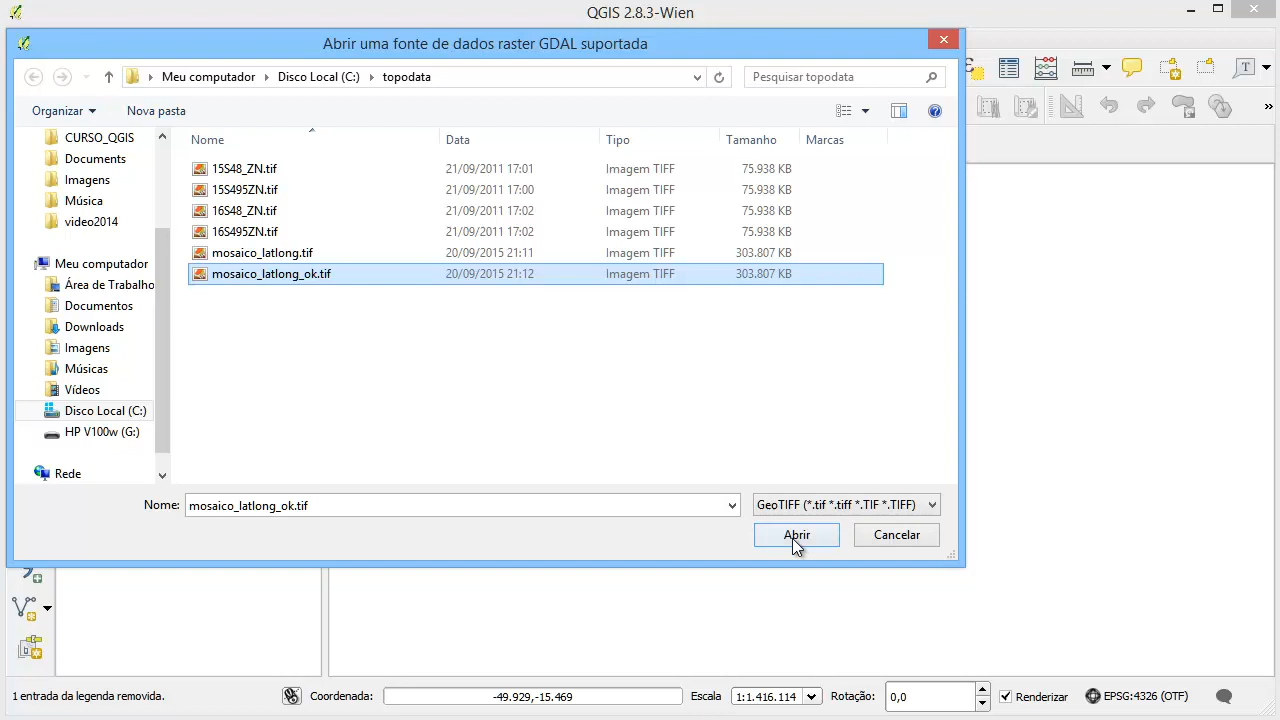 QGIS 2.8.3-Wien
Abrir uma fonte de dados raster GDAL suportada
Meu computador Disco Local (C:) topodata
Pesquisar topodata
Organizar Nova pasta
Nome Data Tipo Tamanho Marcas
CURSO_QGIS
Documents
Imagens
Música
video2014
Meu computador
Área de Trabalho
Documentos
Downloads
Imagens
Músicas
Vídeos
Disco Local (C:)
HP V100w (G:)
Rede
15S48_ZN.tif 21/09/2011 17:01 Imagem TIFF 75.938 KB
15S495ZN.tif 21/09/2011 17:00 Imagem TIFF 75.938 KB
16S48_ZN.tif 21/09/2011 17:02 Imagem TIFF 75.938 KB
16S495ZN.tif 21/09/2011 17:02 Imagem TIFF 75.938 KB
mosaico_latlong.tif 20/09/2015 21:11 Imagem TIFF 303.807 KB
mosaico_latlong_ok.tif 20/09/2015 21:12 Imagem TIFF 303.807 KB
Nome: mosaico_latlong_ok.tif GeoTIFF (*.tif *.tiff *.TIF *.TIFF)
Abrir Cancelar
1 entrada da legenda removida. Coordenada: -49.929,-15.469 Escala 1:1.416.114 Rotação: 0,0 Renderizar EPSG:4326 (OTF)